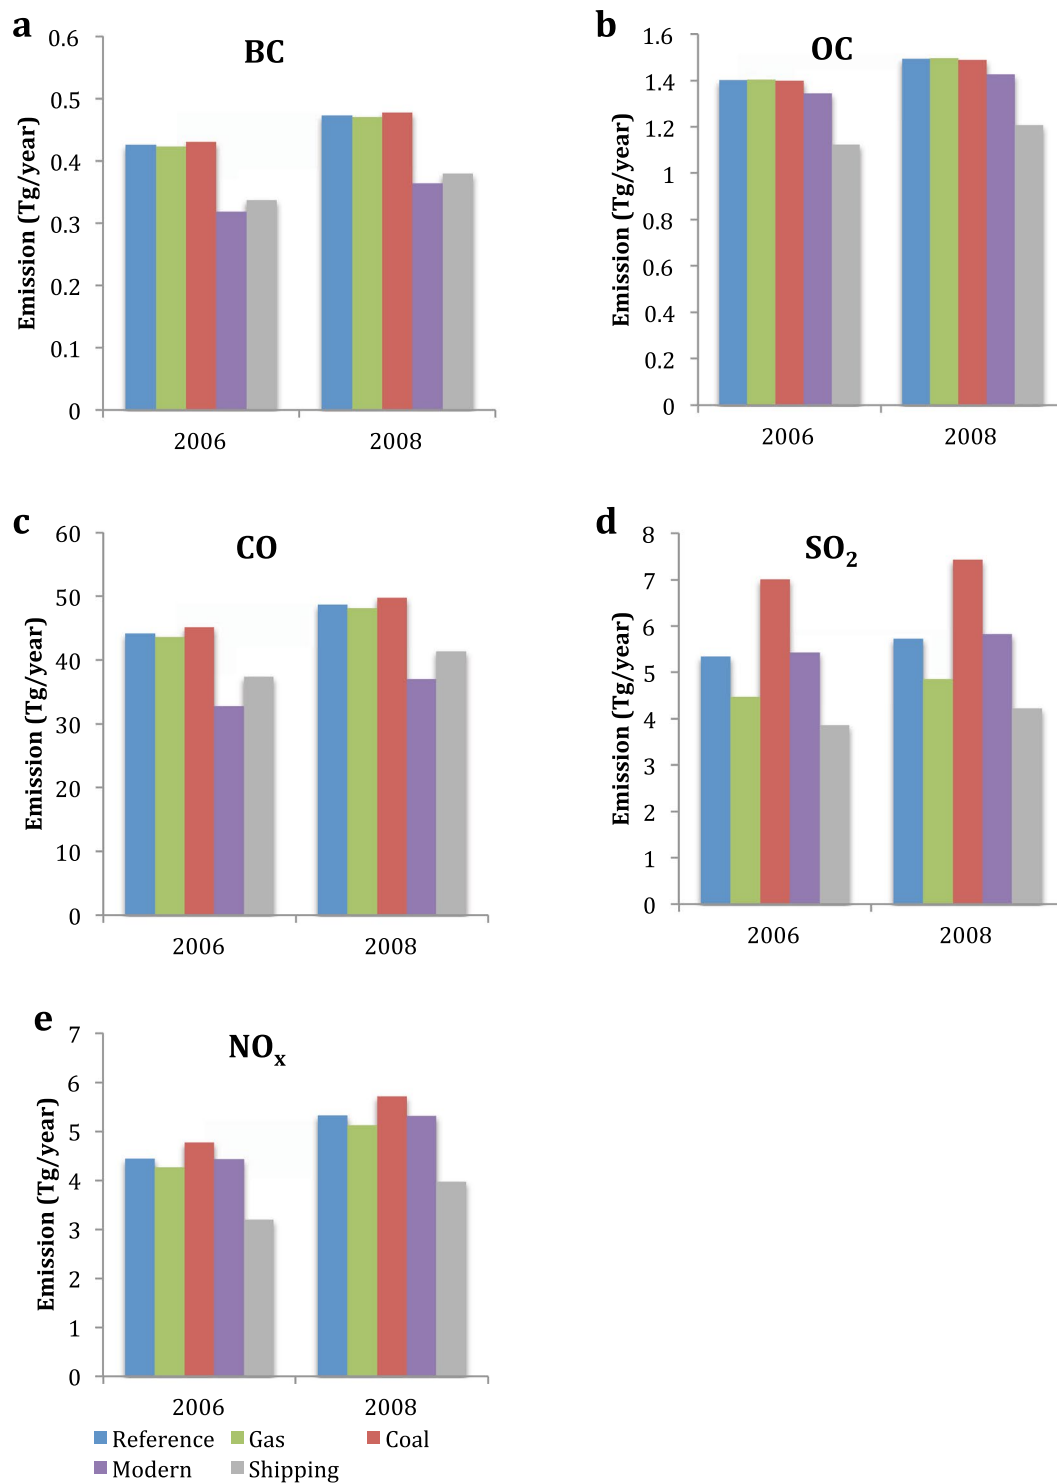 a
BC
Emission (Tg/year)
0.6
0.5
0.4
0.3
0.2
0.1
0
2006 2008
b
OC
Emission (Tg/year)
1.6
1.4
1.2
1
0.8
0.6
0.4
0.2
0
2006 2008
c
CO
Emission (Tg/year)
60
50
40
30
20
10
0
2006 2008
d
SO2
Emission (Tg/year)
8
7
6
5
4
3
2
1
0
2006 2008
e
NOx
Emission (Tg/year)
7
6
5
4
3
2
1
0
2006 2008
Reference Gas Coal
Modern Shipping